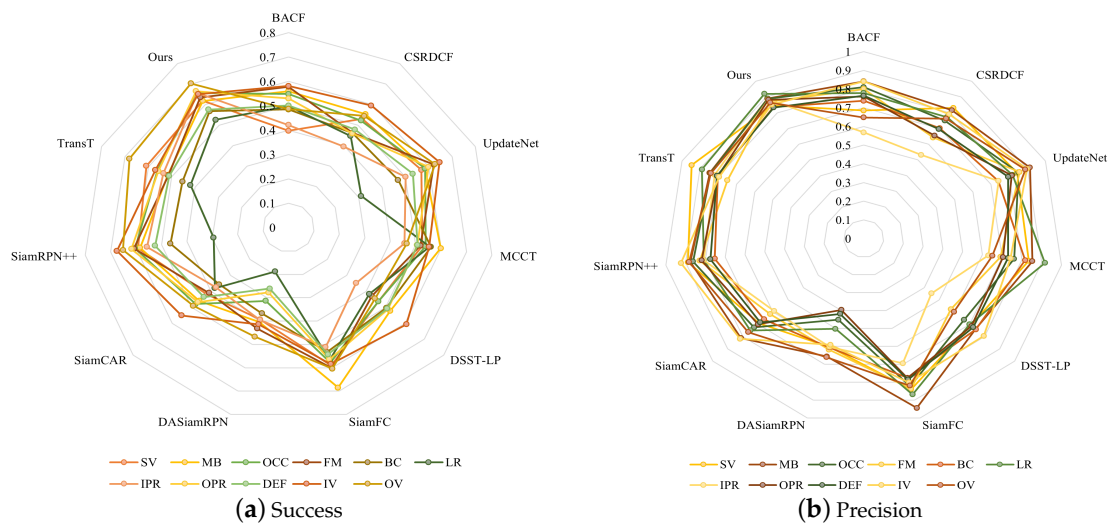 BACF
CSRDCF
UpdateNet
MCCT
DSST-LP
SiamFC
DASiamRPN
SiamCAR
SiamRPN++
TransT
Ours
0.8
0.7
0.6
0.5
0.4
0.3
0.2
0.1
0
SV MB OCC FM BC LR
IPR OPR DEF IV OV
(a) Success
BACF
CSRDCF
UpdateNet
MCCT
DSST-LP
SiamFC
DASiamRPN
SiamCAR
SiamRPN++
TransT
Ours
1
0.9
0.8
0.7
0.6
0.5
0.4
0.3
0.2
0.1
0
SV MB OCC FM BC LR
IPR OPR DEF IV OV
(b) Precision